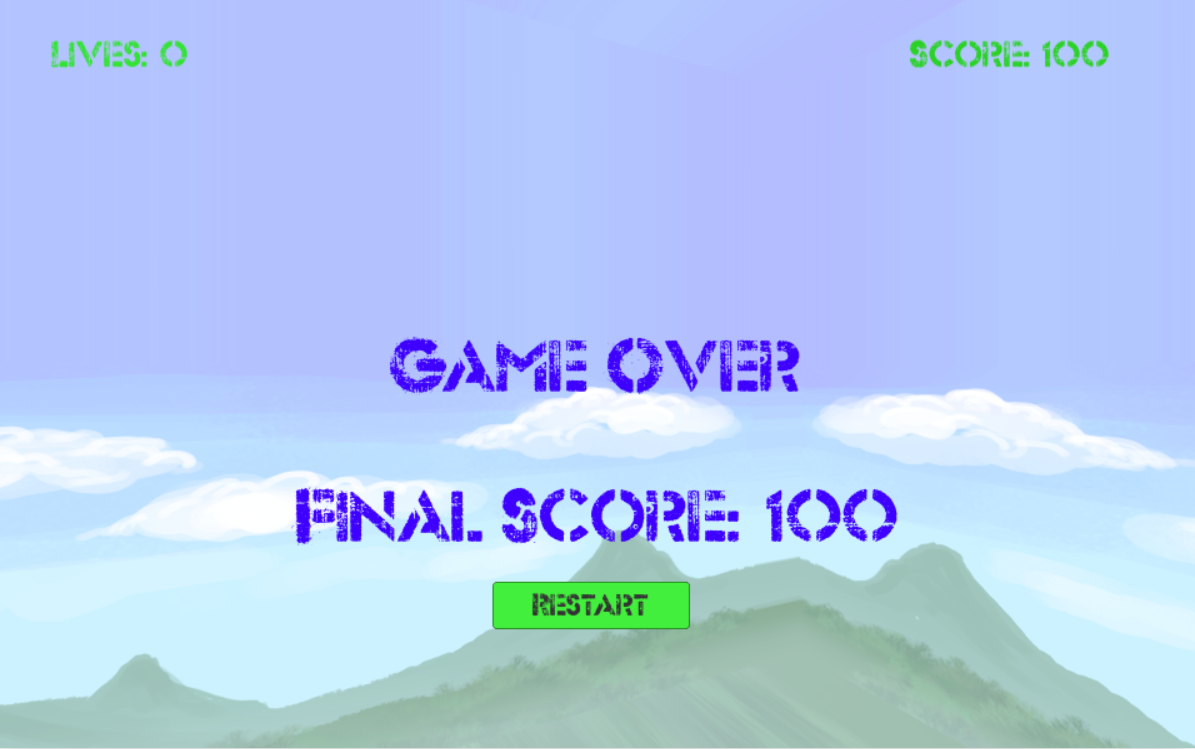 LIVES: 0
SCORE: 100
GAME OVER
FINAL SCORE: 100
RESTART